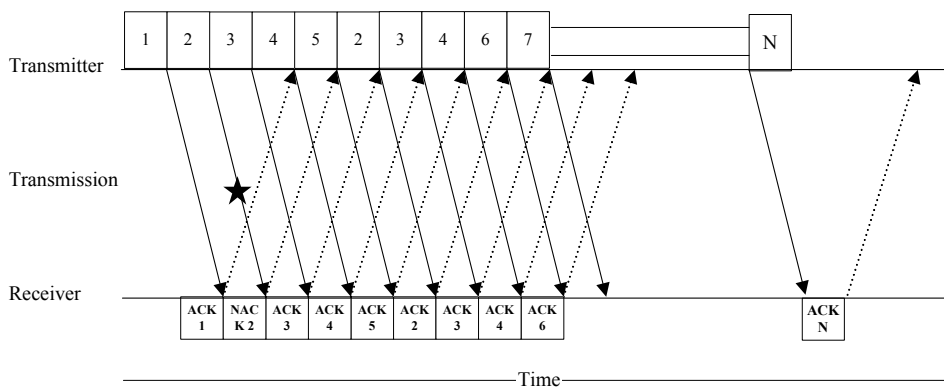 1 2 3 4 5 2 3 4 6 7 N
Transmitter
Transmission
Receiver
ACK 1
NAC K 2
ACK 3
ACK 4
ACK 5
ACK 2
ACK 3
ACK 4
ACK 6
ACK N
Time